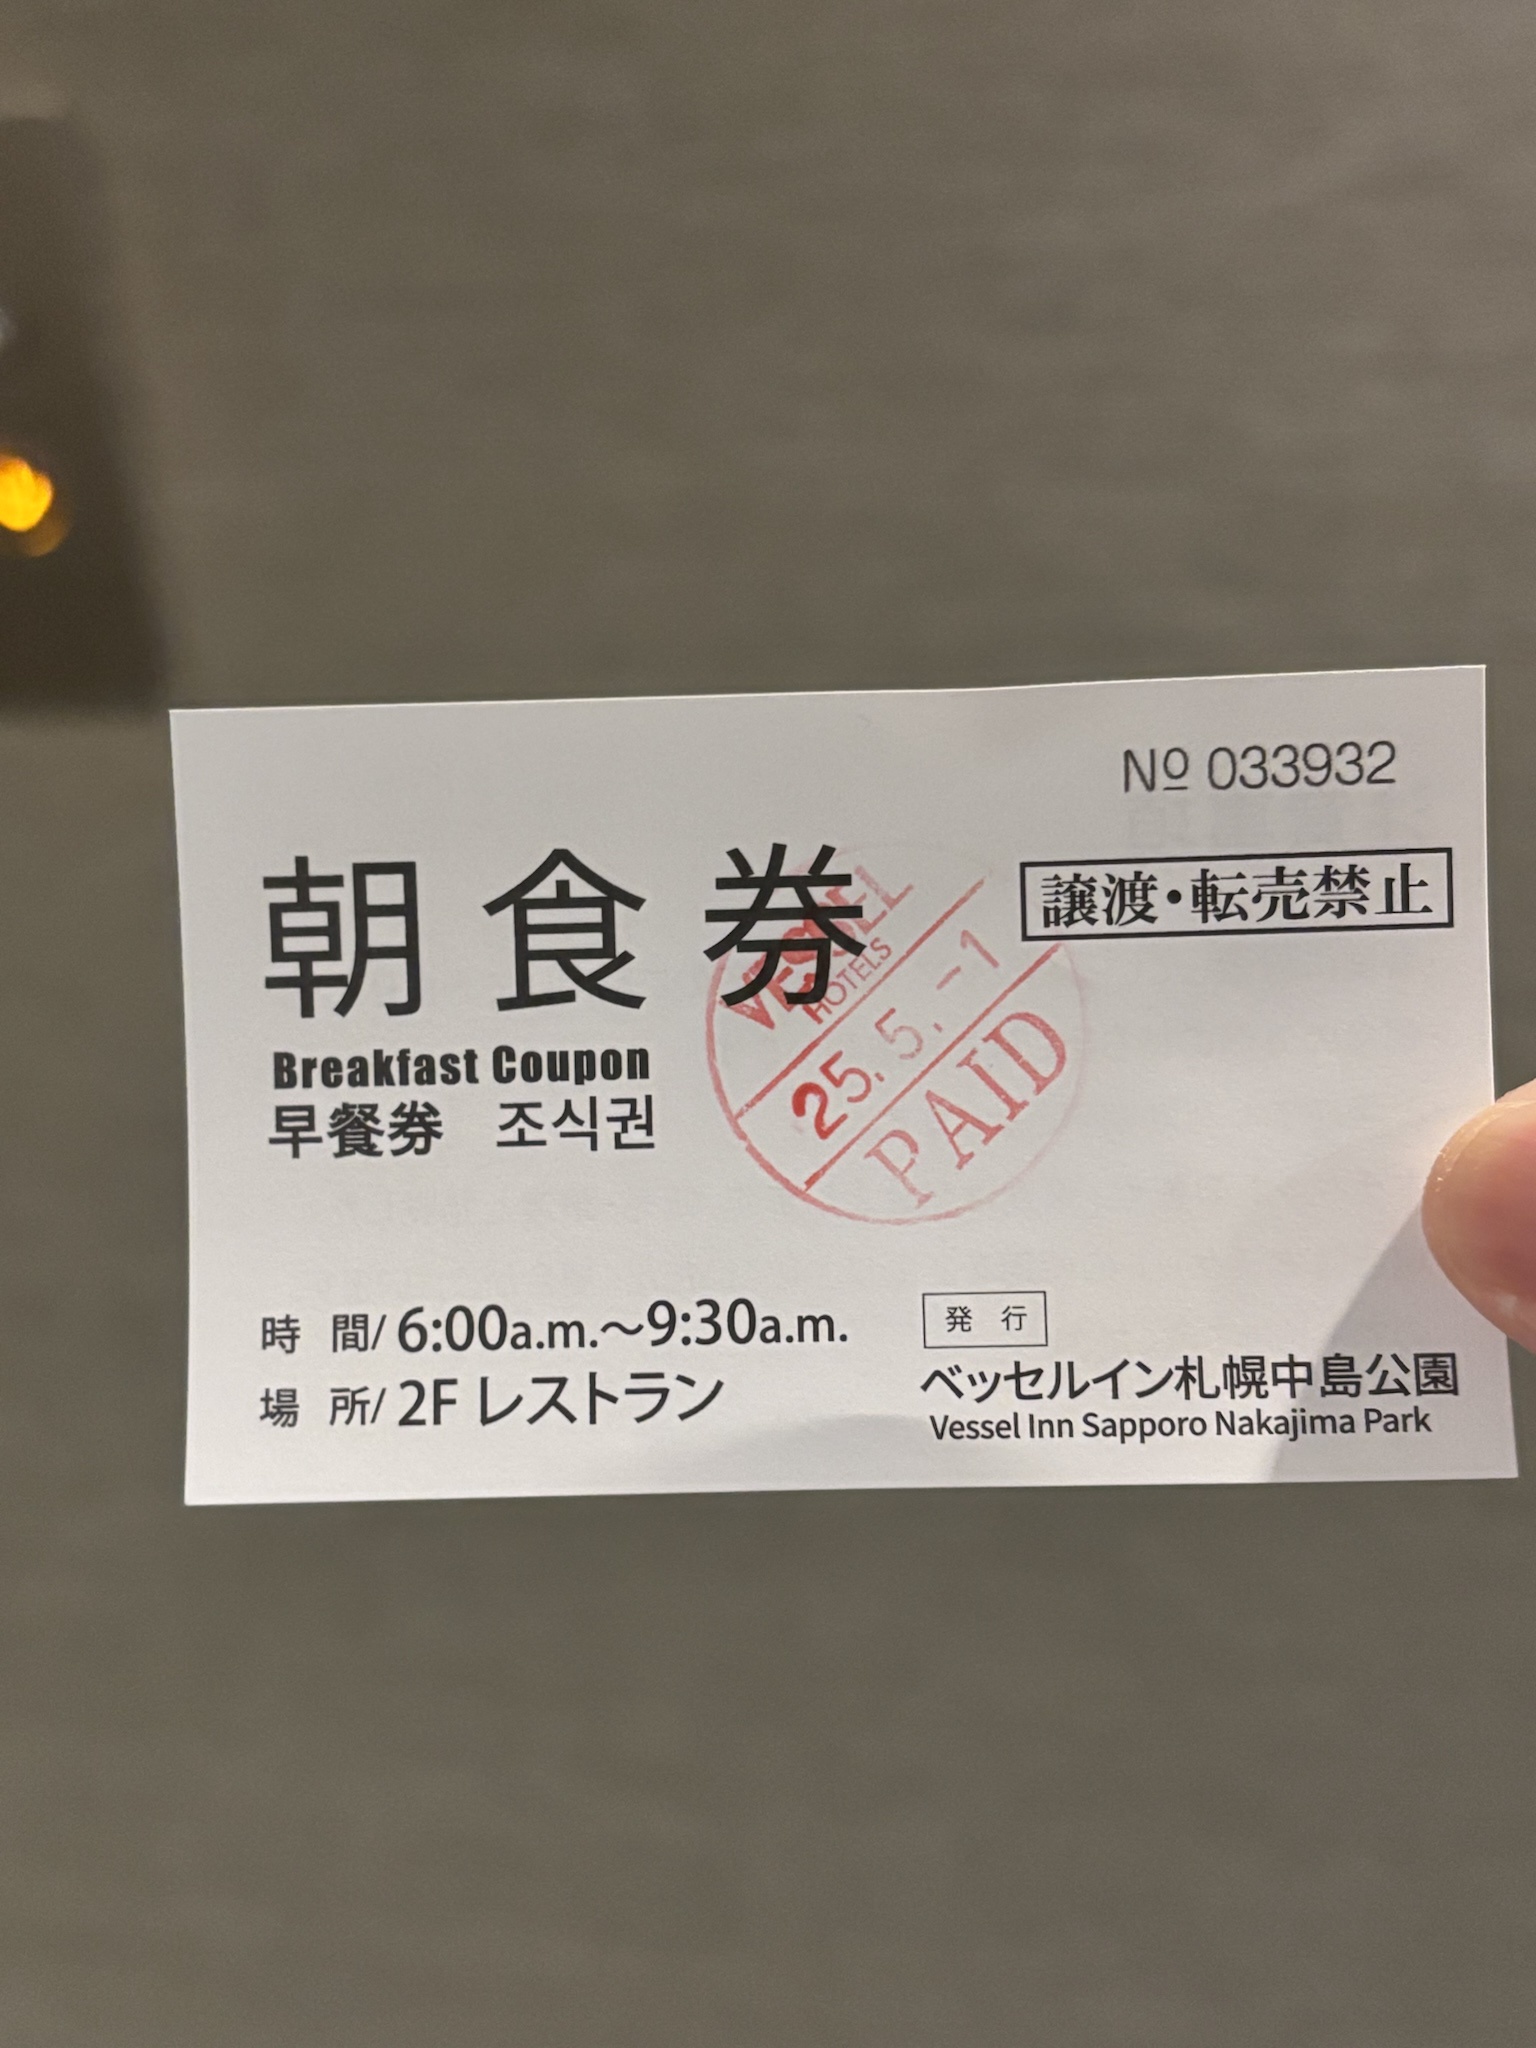 № 033932
朝食券
譲渡・転売禁止
VESSEL
HOTELS
25.5.-1
PAID
Breakfast Coupon
早餐券 조식권
時 間/ 6:00a.m.~9:30a.m.
場 所/ 2F レストラン
発 行
ベッセルイン札幌中島公園
Vessel Inn Sapporo Nakajima Park